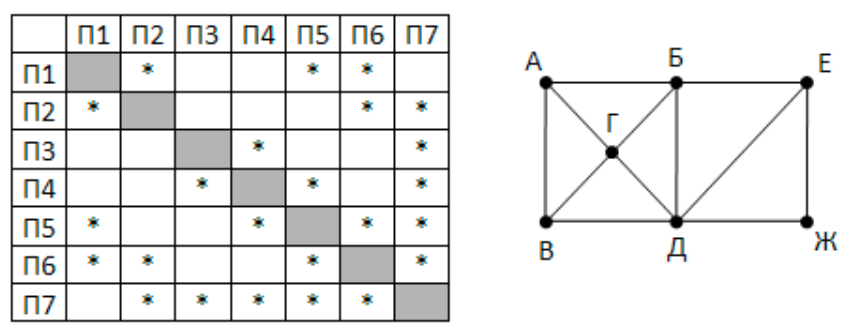 П1 П2 П3 П4 П5 П6 П7
П1 * * *
П2 * * *
П3 * *
П4 * * *
П5 * * * *
П6 * * * *
П7 * * * * *
А Б Е
Г
В Д Ж